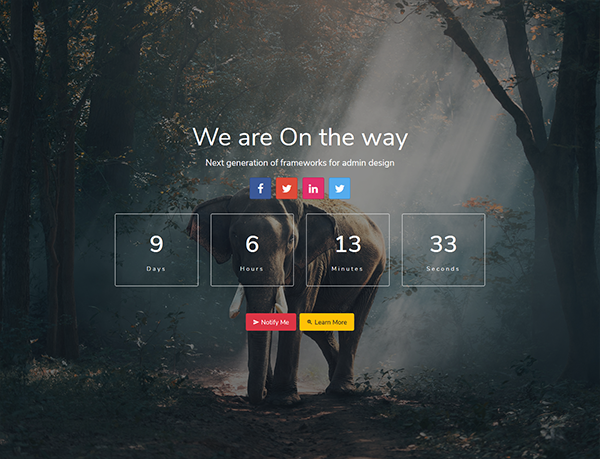 We are On the way
Next generation of frameworks for admin design
9 6 13 33
Days Hours Minutes Seconds
Notify Me Learn More